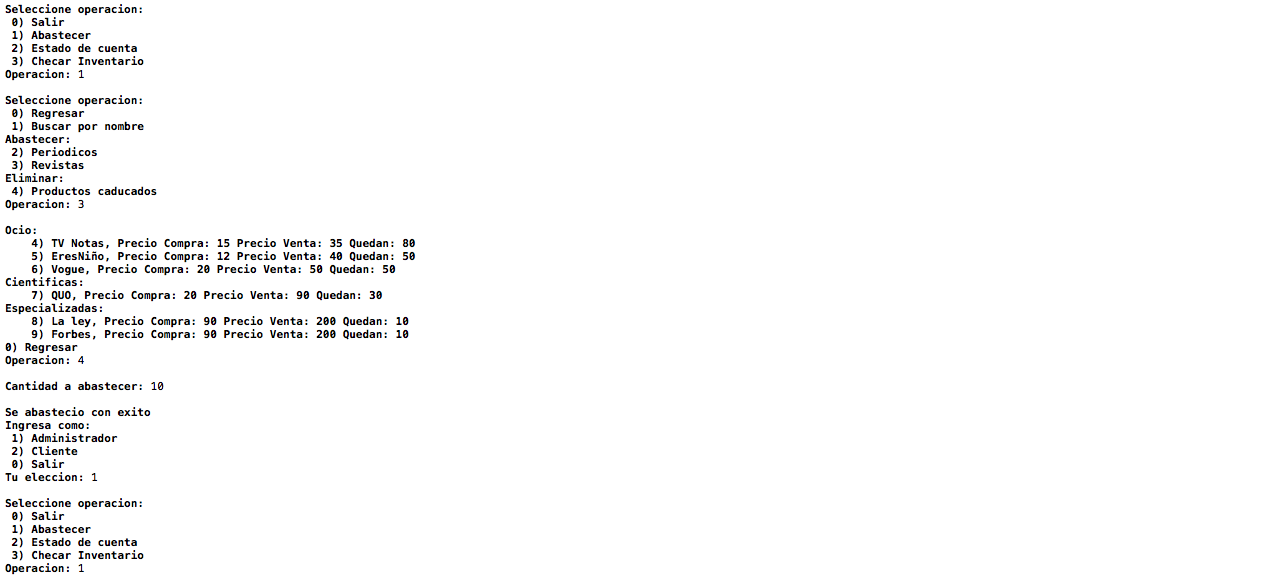 Seleccione operacion:
 0) Salir
 1) Abastecer
 2) Estado de cuenta
 3) Checar Inventario
Operacion: 1

Seleccione operacion:
 0) Regresar
 1) Buscar por nombre
Abastecer:
 2) Periodicos
 3) Revistas
Eliminar:
 4) Productos caducados
Operacion: 3

Ocio:
    4) TV Notas, Precio Compra: 15 Precio Venta: 35 Quedan: 80
    5) EresNiño, Precio Compra: 12 Precio Venta: 40 Quedan: 50
    6) Vogue, Precio Compra: 20 Precio Venta: 50 Quedan: 50
Cientificas:
    7) QUO, Precio Compra: 20 Precio Venta: 90 Quedan: 30
Especializadas:
    8) La ley, Precio Compra: 90 Precio Venta: 200 Quedan: 10
    9) Forbes, Precio Compra: 90 Precio Venta: 200 Quedan: 10
0) Regresar
Operacion: 4

Cantidad a abastecer: 10

Se abastecio con exito
Ingresa como:
 1) Administrador
 2) Cliente
 0) Salir
Tu eleccion: 1

Seleccione operacion:
 0) Salir
 1) Abastecer
 2) Estado de cuenta
 3) Checar Inventario
Operacion: 1